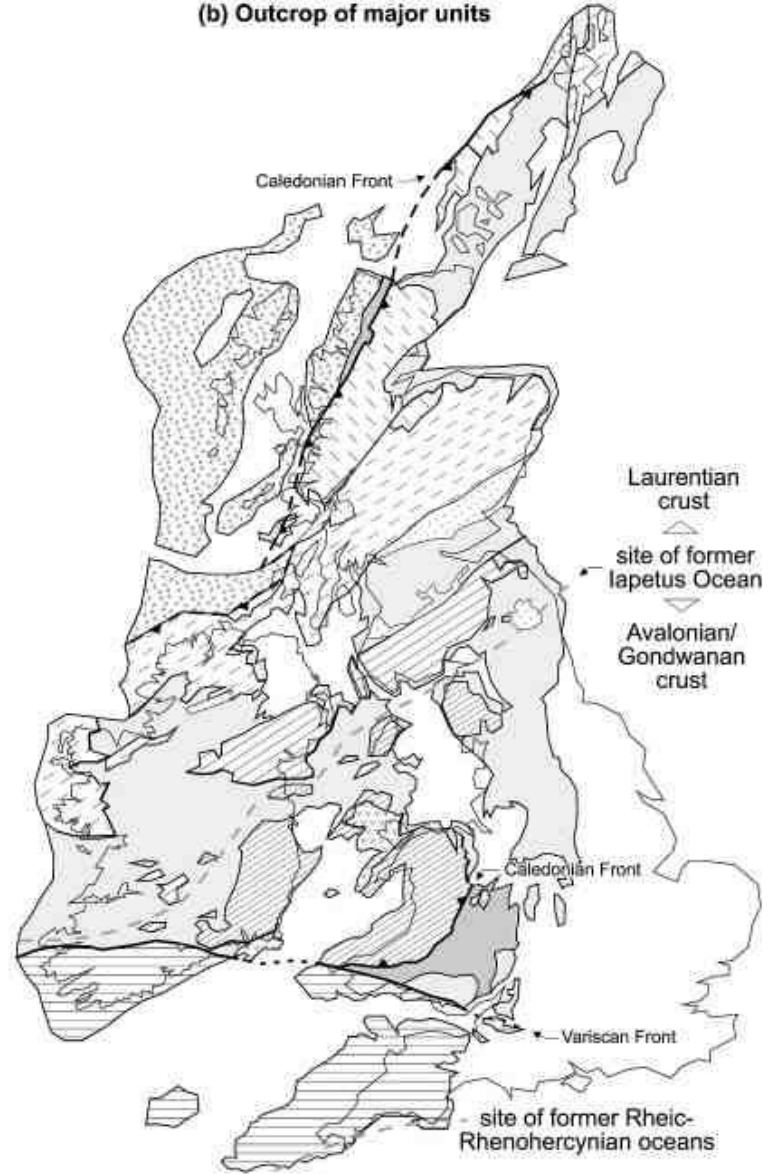 (b) Outcrop of major units
Caledonian Front
Laurentian
crust
site of former
Iapetus Ocean
Avalonian/
Gondwanan
crust
Caledonian Front
Variscan Front
site of former Rheic-
Rhenohercynian oceans